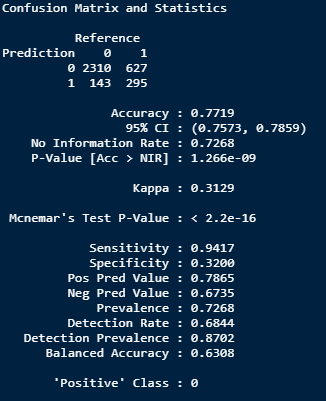 Confusion Matrix and Statistics
Reference
Prediction 0 1
0 2310 627
1 143 295
Accuracy : 0.7719
95% CI : (0.7573, 0.7859)
No Information Rate : 0.7268
P-Value [Acc > NIR] : 1.266e-09
Kappa : 0.3129
Mcnemar's Test P-Value : < 2.2e-16
Sensitivity : 0.9417
Specificity : 0.3200
Pos Pred Value : 0.7865
Neg Pred Value : 0.6735
Prevalence : 0.7268
Detection Rate : 0.6844
Detection Prevalence : 0.8702
Balanced Accuracy : 0.6308
'Positive' Class : 0